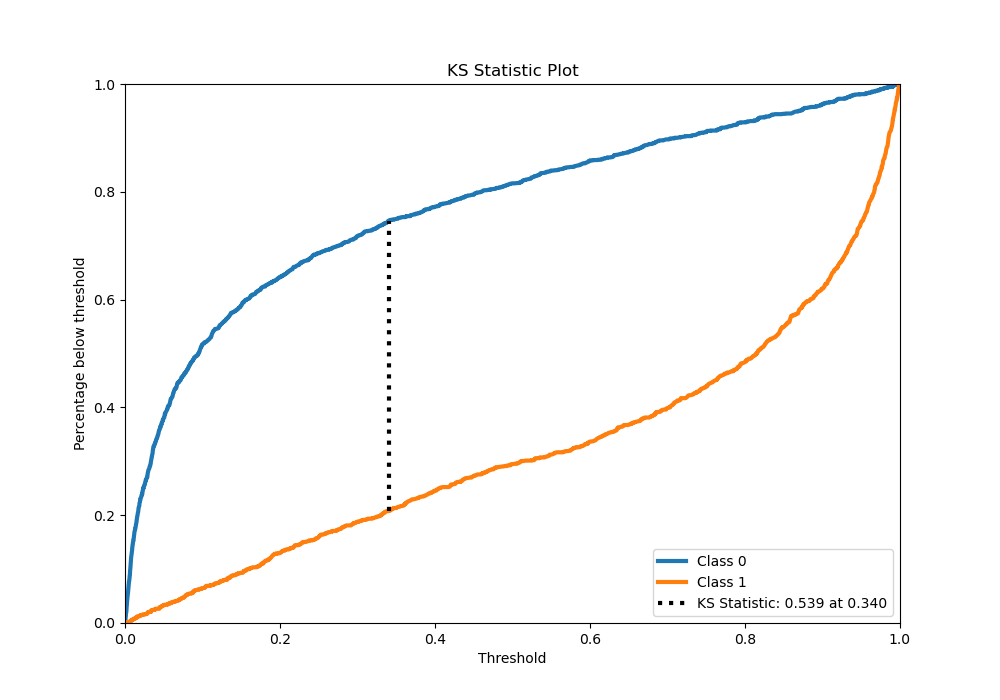 KS Statistic Plot
1.0
0.8
0.6
0.4
0.2
0.0
Percentage below threshold
0.0 0.2 0.4 0.6 0.8 1.0
Threshold
Class 0
Class 1
KS Statistic: 0.539 at 0.340